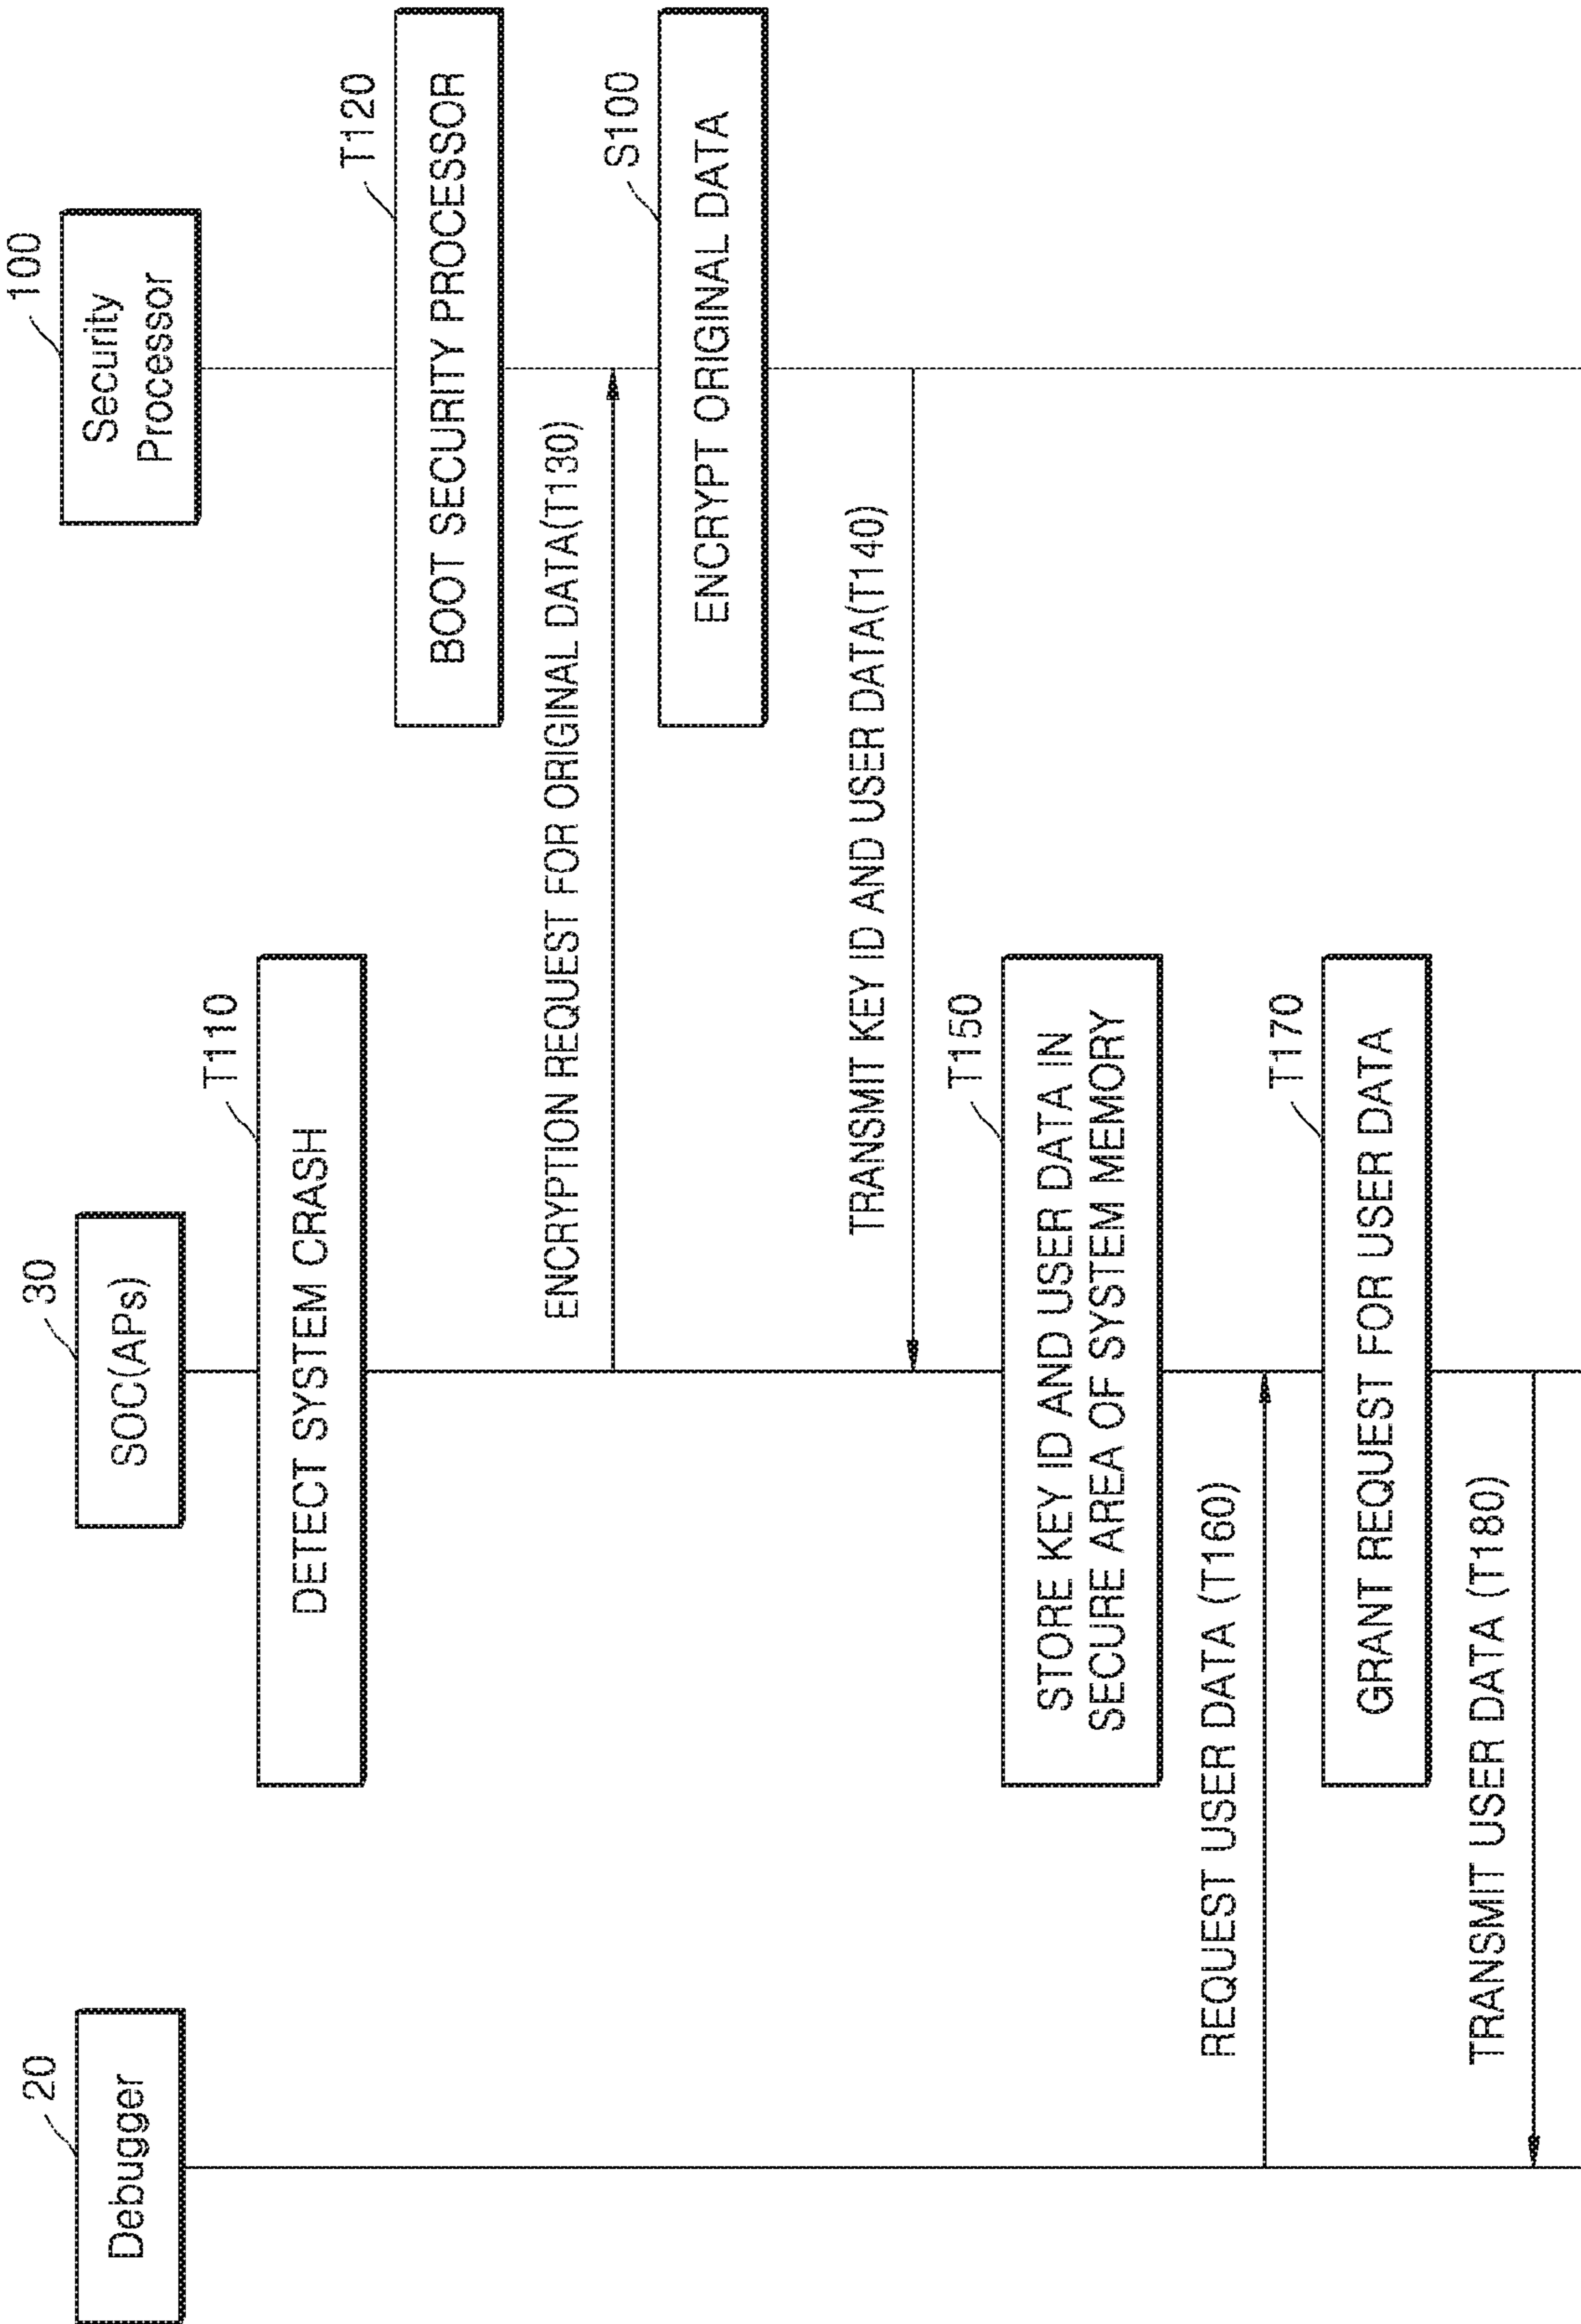 20
Debugger
30
SOC(APs)
100
Security
Processor
T110
DETECT SYSTEM CRASH
T120
BOOT SECURITY PROCESSOR
ENCRYPTION REQUEST FOR ORIGINAL DATA(T130)
S100
ENCRYPT ORIGINAL DATA
TRANSMIT KEY ID AND USER DATA(T140)
T150
STORE KEY ID AND USER DATA IN
SECURE AREA OF SYSTEM MEMORY
REQUEST USER DATA (T160)
T170
GRANT REQUEST FOR USER DATA
TRANSMIT USER DATA (T180)